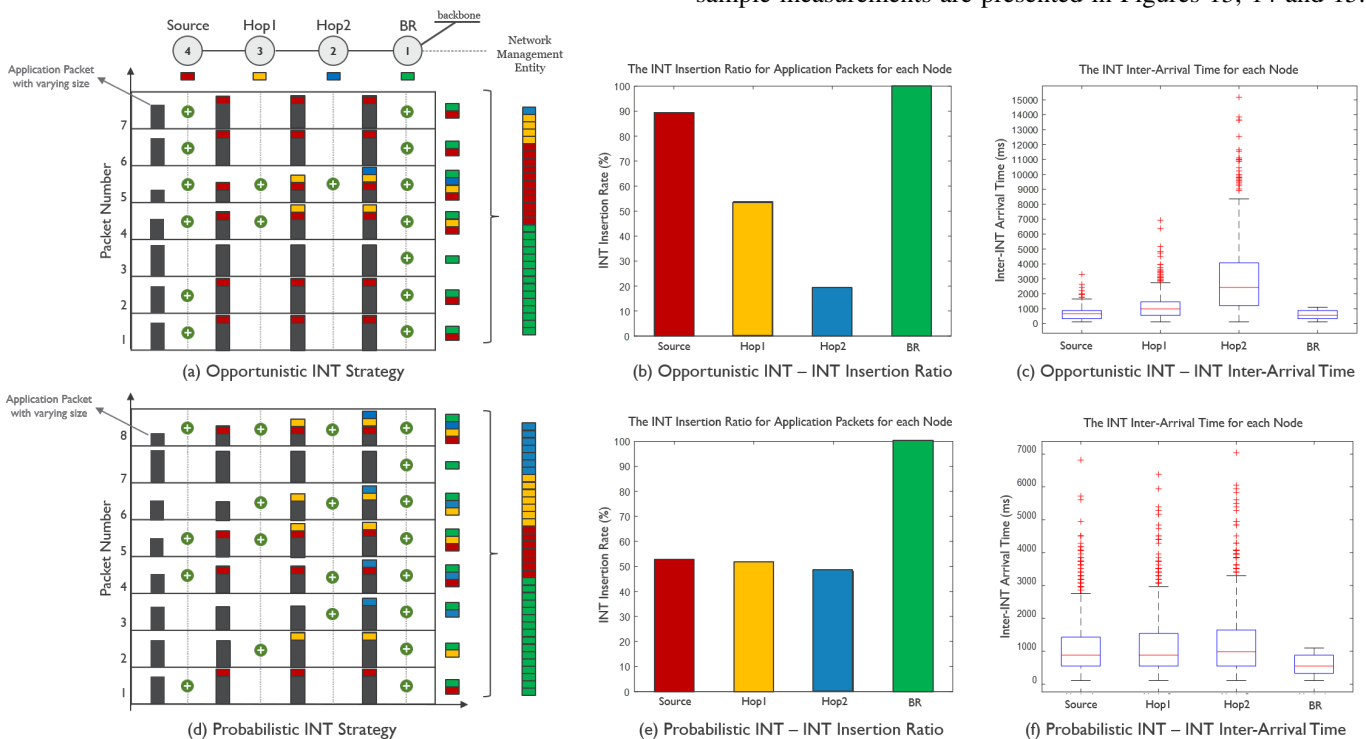 sample measurements are presented in Figures
backbone
Source
Hop1
Hop2
BR
4
3
2
1
Network
Management
Entity
Application Packet
with varying size
Packet Number
7
6
5
4
3
2
1
(a) Opportunistic INT Strategy
The INT Insertion Ratio for Application Packets for each Node
INT Insertion Rate (%)
100
90
80
70
60
50
40
30
20
10
0
Source
Hop1
Hop2
BR
(b) Opportunistic INT – INT Insertion Ratio
The INT Inter-Arrival Time for each Node
Inter-INT Arrival Time (ms)
15000
14000
13000
12000
11000
10000
9000
8000
7000
6000
5000
4000
3000
2000
1000
0
Source
Hop1
Hop2
BR
(c) Opportunistic INT – INT Inter-Arrival Time
Application Packet
with varying size
Packet Number
8
7
6
5
4
3
2
1
(d) Probabilistic INT Strategy
The INT Insertion Ratio for Application Packets for each Node
INT Insertion Rate (%)
100
90
80
70
60
50
40
30
20
10
0
Source
Hop1
Hop2
BR
(e) Probabilistic INT – INT Insertion Ratio
The INT Inter-Arrival Time for each Node
Inter-INT Arrival Time (ms)
7000
6000
5000
4000
3000
2000
1000
0
Source
Hop1
Hop2
BR
(f) Probabilistic INT – INT Inter-Arrival Time